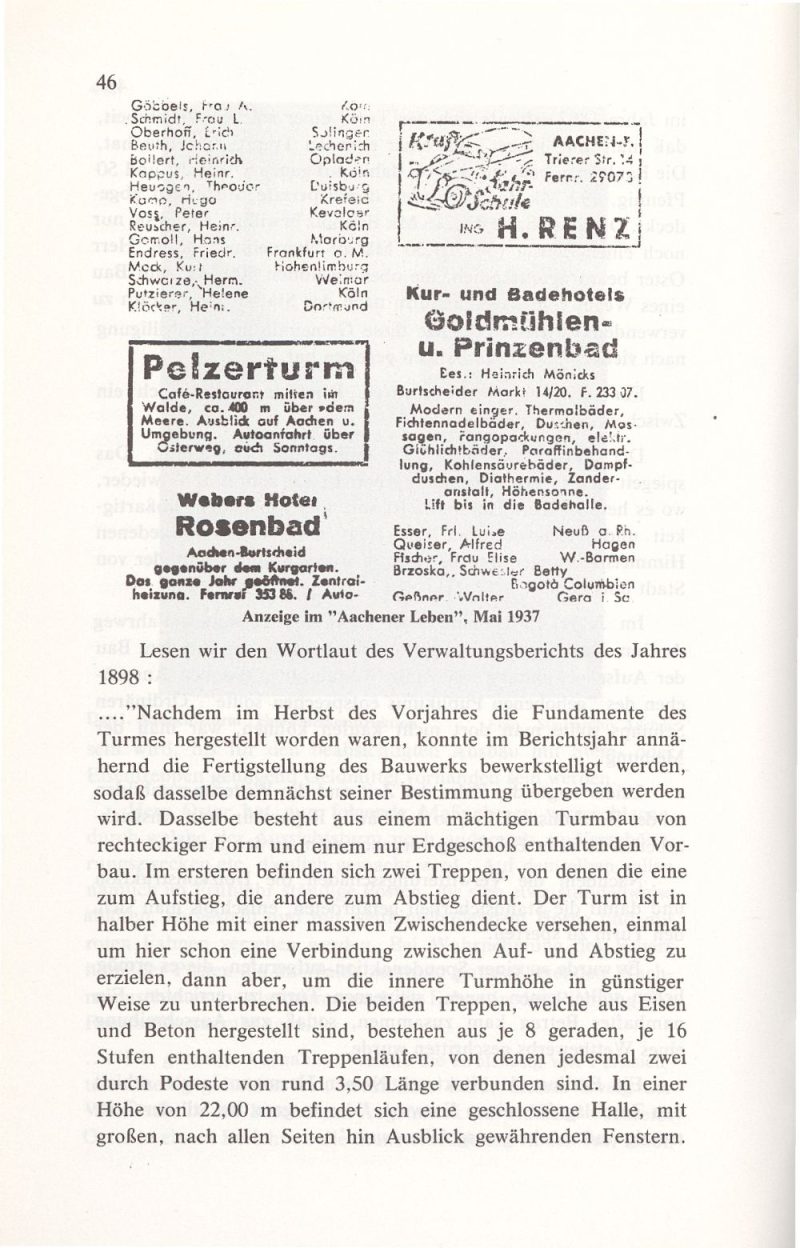 46
Göbbels, Frau A.
Schmidt, Frau L. Köln
Oberhoff, Erich Solingen
Beuth, Johann Lechenich
Bollert, Heinrich Opladen
Kappus, Heinr. Köln
Heusgen, Theodor Duisburg
Kamp, Hugo Krefeld
Voss, Peter Kevelaer
Reuscher, Heinr. Köln
Gomoll, Hans Marburg
Endress, Friedr. Frankfurt a. M.
Mack, Kurt Hohenlimburg
Schwarze, Herm. Weimar
Putzierer, Helene Köln
Klöcker, Heinr. Dortmund
Pelzerturm
Café-Restaurant mitten im
Walde, ca. 400 m über dem
Meere. Ausblick auf Aachen u.
Umgebung. Autoanfahrt über
Osterweg, auch Sonntags.
Webers Hotel
Rosenbad
Aachen-Burtscheid
gegenüber dem Kurgarten.
Das ganze Jahr geöffnet. Zentral-
heizung. Fernruf 353 86. / Auto-
Kraft
fahr-
Schule
AACHEN-F.
Trierer Str. 14
Fernr. 29073
ING H. RENZ
Kur- und Badehotels
Goldmühlen-
u. Prinzenbad
Bes.: Heinrich Mönicks
Burtscheider Markt 14/20. F. 233 07.
Modern einger. Thermalbäder,
Fichtennadelbäder, Duschen, Mas-
sagen, Fangopackungen, elektr.
Glühlichtbäder, Paraffinbehand-
lung, Kohlensäurebäder, Dampf-
duschen, Diathermie, Zander-
anstalt, Höhensonne.
Lift bis in die Badehalle.
Esser, Frl. Luise Neuß a. Rh.
Queiser, Alfred Hagen
Fischer, Frau Elise W.-Barmen
Brzoska, Schwester Betty
Bogotà Columbien
Geßner, Walter Gera i. Sa.
Anzeige im "Aachener Leben", Mai 1937
Lesen wir den Wortlaut des Verwaltungsberichts des Jahres
1898 :
...."Nachdem im Herbst des Vorjahres die Fundamente des
Turmes hergestellt worden waren, konnte im Berichtsjahr annä-
hernd die Fertigstellung des Bauwerks bewerkstelligt werden,
sodaß dasselbe demnächst seiner Bestimmung übergeben werden
wird. Dasselbe besteht aus einem mächtigen Turmbau von
rechteckiger Form und einem nur Erdgeschoß enthaltenden Vor-
bau. Im ersteren befinden sich zwei Treppen, von denen die eine
zum Aufstieg, die andere zum Abstieg dient. Der Turm ist in
halber Höhe mit einer massiven Zwischendecke versehen, einmal
um hier schon eine Verbindung zwischen Auf- und Abstieg zu
erzielen, dann aber, um die innere Turmhöhe in günstiger
Weise zu unterbrechen. Die beiden Treppen, welche aus Eisen
und Beton hergestellt sind, bestehen aus je 8 geraden, je 16
Stufen enthaltenden Treppenläufen, von denen jedesmal zwei
durch Podeste von rund 3,50 Länge verbunden sind. In einer
Höhe von 22,00 m befindet sich eine geschlossene Halle, mit
großen, nach allen Seiten hin Ausblick gewährenden Fenstern.